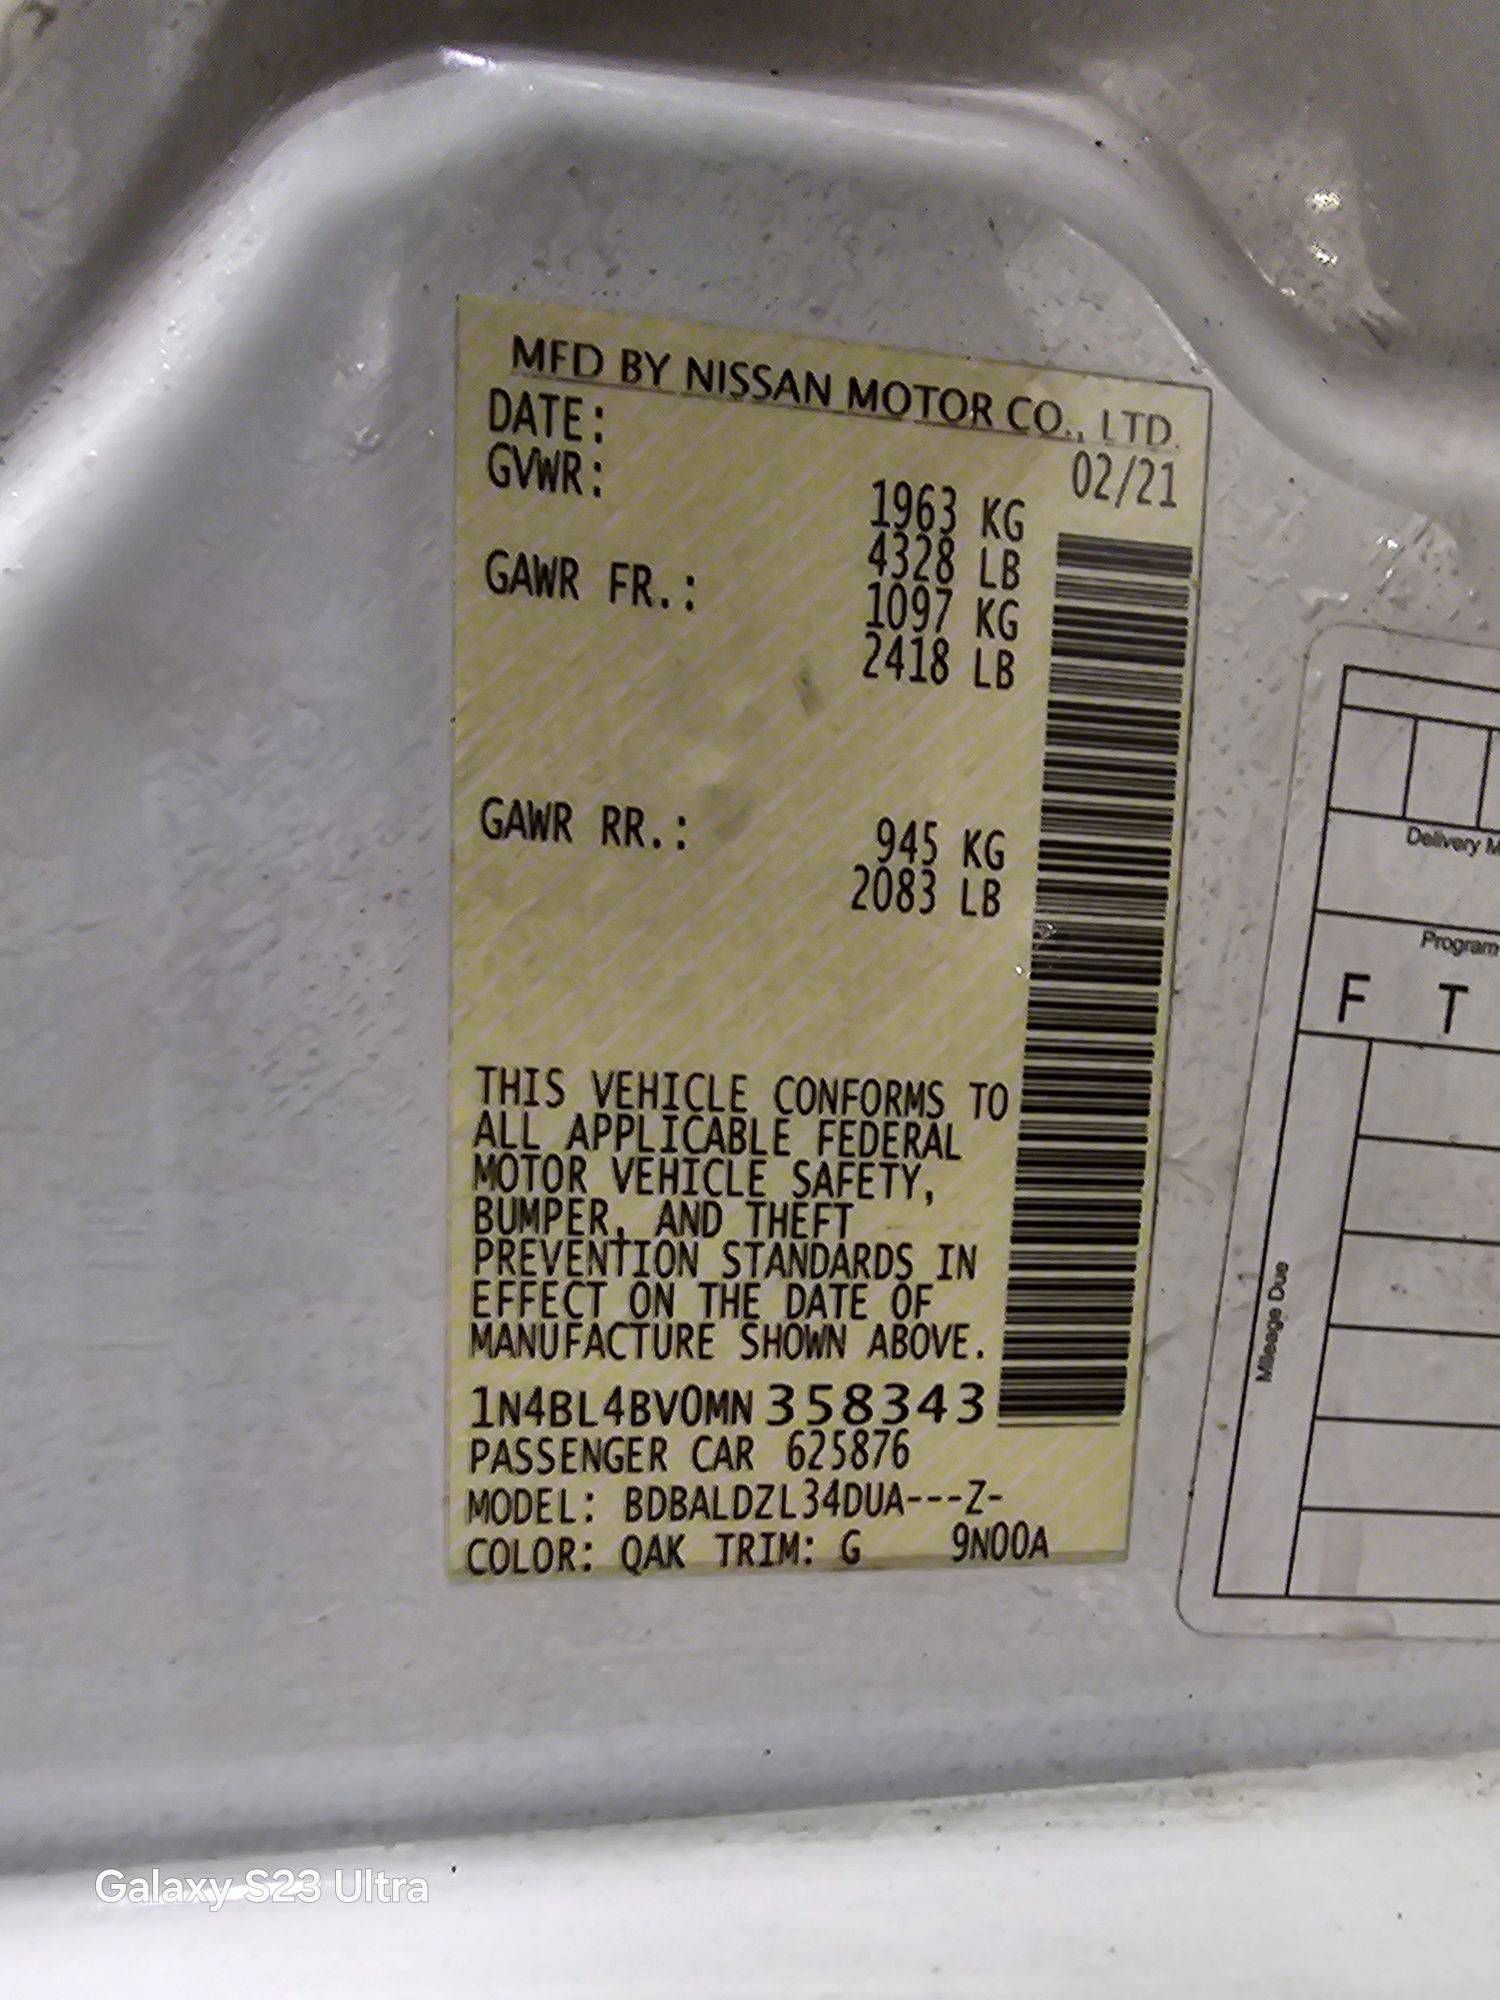 MFD BY NISSAN MOTOR CO., LTD.
DATE: 02/21
GVWR: 1963 KG
4328 LB
GAWR FR.: 1097 KG
2418 LB
GAWR RR.: 945 KG
2083 LB
THIS VEHICLE CONFORMS TO
ALL APPLICABLE FEDERAL
MOTOR VEHICLE SAFETY,
BUMPER, AND THEFT
PREVENTION STANDARDS IN
EFFECT ON THE DATE OF
MANUFACTURE SHOWN ABOVE.
1N4BL4BV0MN358343
PASSENGER CAR 625876
MODEL: BDBALDZL34DUA---Z-
COLOR: QAK TRIM: G 9N00A
Delivery M
Program
F T
Mileage Due
Galaxy S23 Ultra